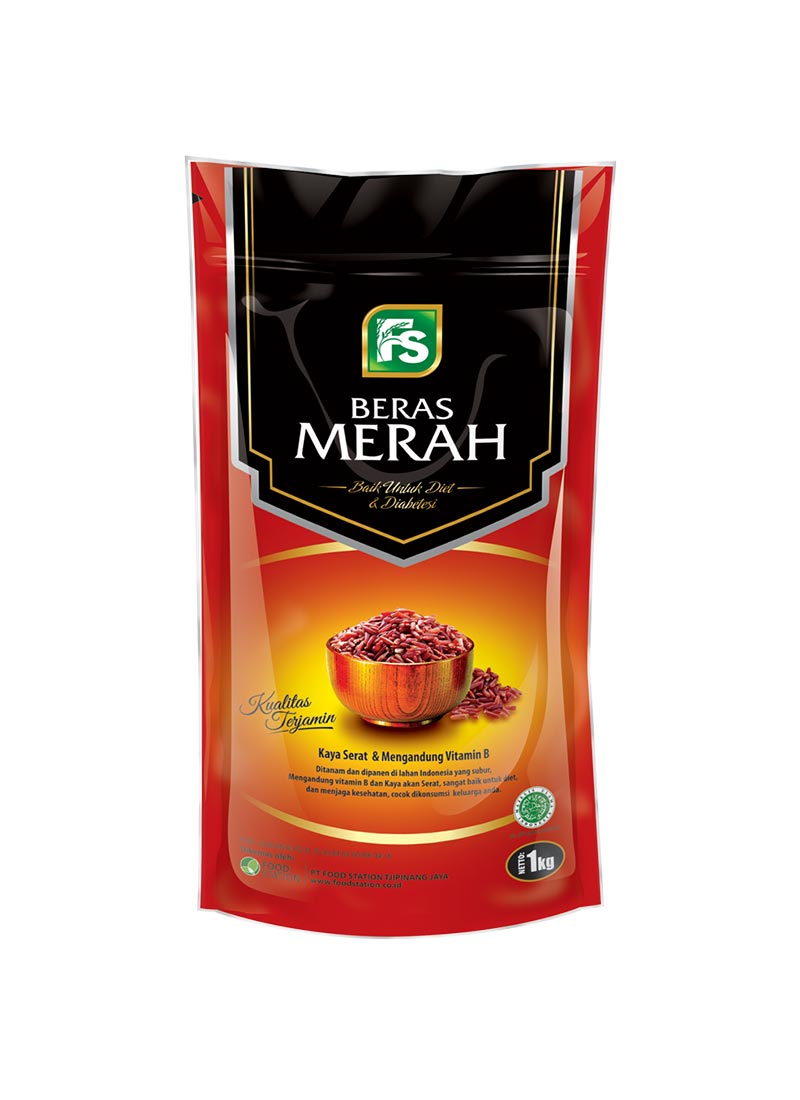 FS
BERAS
MERAH
Baik Untuk Diet
& Diabetesi
Kualitas
Terjamin
Kaya Serat & Mengandung Vitamin B
Ditanam dan dipanen di lahan Indonesia yang subur,
Mengandung vitamin B dan Kaya akan Serat, sangat baik untuk diet,
dan menjaga kesehatan, cocok dikonsumsi keluarga anda.
FOOD
STATION
PT FOOD STATION TJIPINANG JAYA
www.foodstation.co.id
NETTO:
1kg